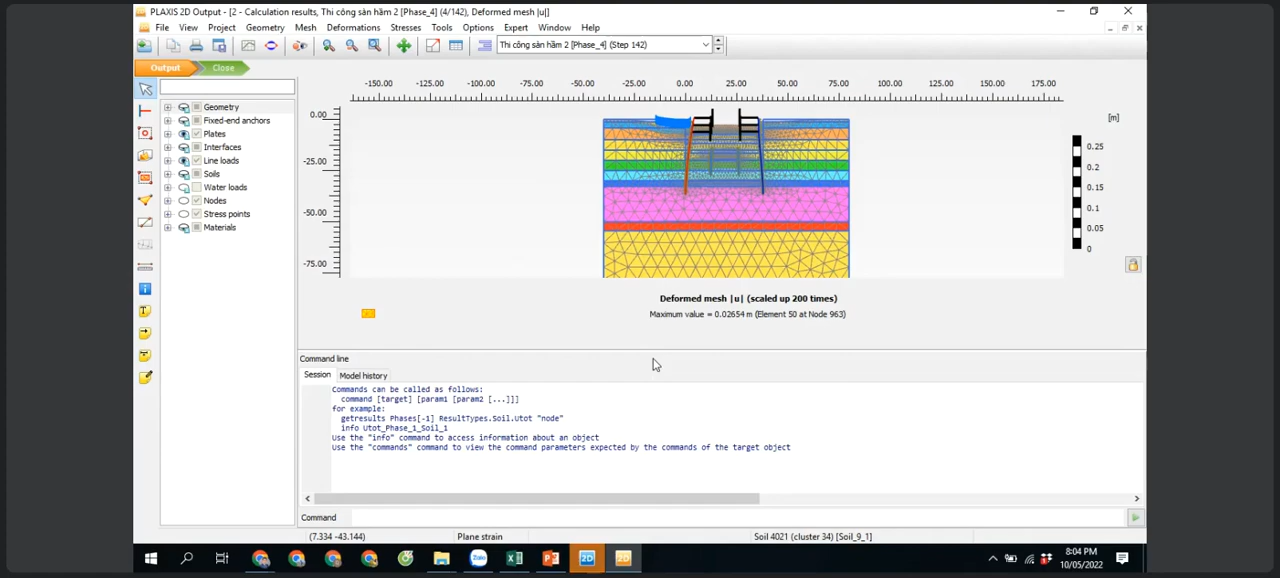 PLAXIS 2D Output - [2 - Calculation results, Thi công sàn hầm 2 [Phase_4] (4/142), Deformed mesh |u|]
File View Project Geometry Mesh Deformations Stresses Tools Options Expert Window Help
Thi công sàn hầm 2 [Phase_4] (Step 142)
Output Close
-150.00 -125.00 -100.00 -75.00 -50.00 -25.00 0.00 25.00 50.00 75.00 100.00 125.00 150.00 175.00
Geometry
Fixed-end anchors
Plates
Interfaces
Line loads
Soils
Water loads
Nodes
Stress points
Materials
0.00
-25.00
-50.00
-75.00
[m]
0.25
0.2
0.15
0.1
0.05
0
Deformed mesh |u| (scaled up 200 times)
Maximum value = 0.02654 m (Element 50 at Node 963)
Command line
Session Model history
Commands can be called as follows:
command [target] [param1 [param2 [...]]]
for example:
getresults Phases[-1] ResultTypes.Soil.Utot "node"
info Utot_Phase_1_Soil_1
Use the "info" command to access information about an object
Use the "commands" command to view the command parameters expected by the commands of the target object
Command
(7.334 -43.144) Plane strain Soil 4021 (cluster 34) [Soil_9_1]
Zalo
2D
2D
8:04 PM
10/05/2022